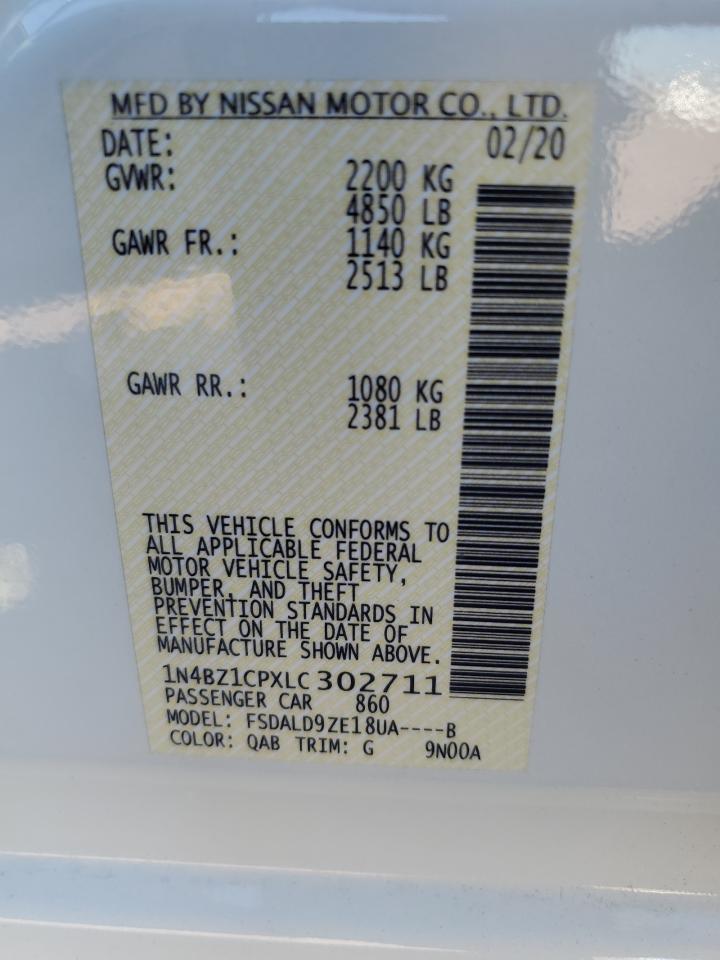 MFD BY NISSAN MOTOR CO., LTD.
DATE: 02/20
GVWR: 2200 KG
4850 LB
GAWR FR.: 1140 KG
2513 LB
GAWR RR.: 1080 KG
2381 LB
THIS VEHICLE CONFORMS TO
ALL APPLICABLE FEDERAL
MOTOR VEHICLE SAFETY,
BUMPER, AND THEFT
PREVENTION STANDARDS IN
EFFECT ON THE DATE OF
MANUFACTURE SHOWN ABOVE.
1N4BZ1CPXLC302711
PASSENGER CAR 860
MODEL: FSDALD9ZE18UA----B
COLOR: QAB TRIM: G 9N00A